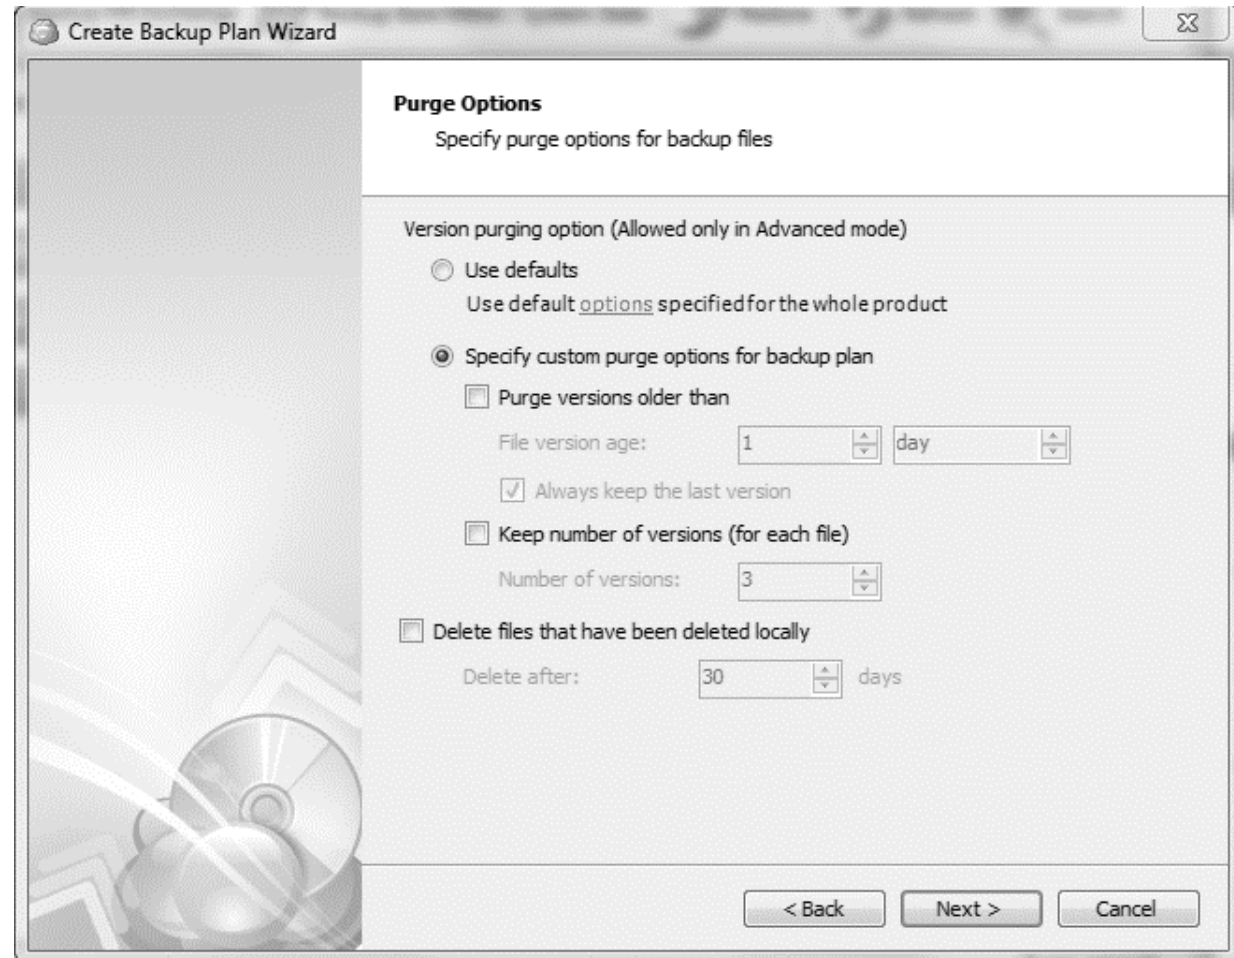 Create Backup Plan Wizard
Purge Options
Specify purge options for backup files
Version purging option (Allowed only in Advanced mode)
Use defaults
Use default options specified for the whole product
Specify custom purge options for backup plan
Purge versions older than
File version age: 1 day
Always keep the last version
Keep number of versions (for each file)
Number of versions: 3
Delete files that have been deleted locally
Delete after: 30 days
< Back Next > Cancel